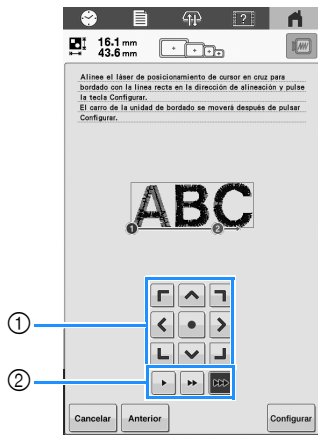 ?
16.1 mm
43.6 mm
Alinee el láser de posicionamiento de cursor en cruz para
bordado con la línea recta en la dirección de alineación y pulse
la tecla Configurar.
El carro de la unidad de bordado se moverá después de pulsar
Configurar.
ABC
1
2
1
2
Cancelar
Anterior
Configurar